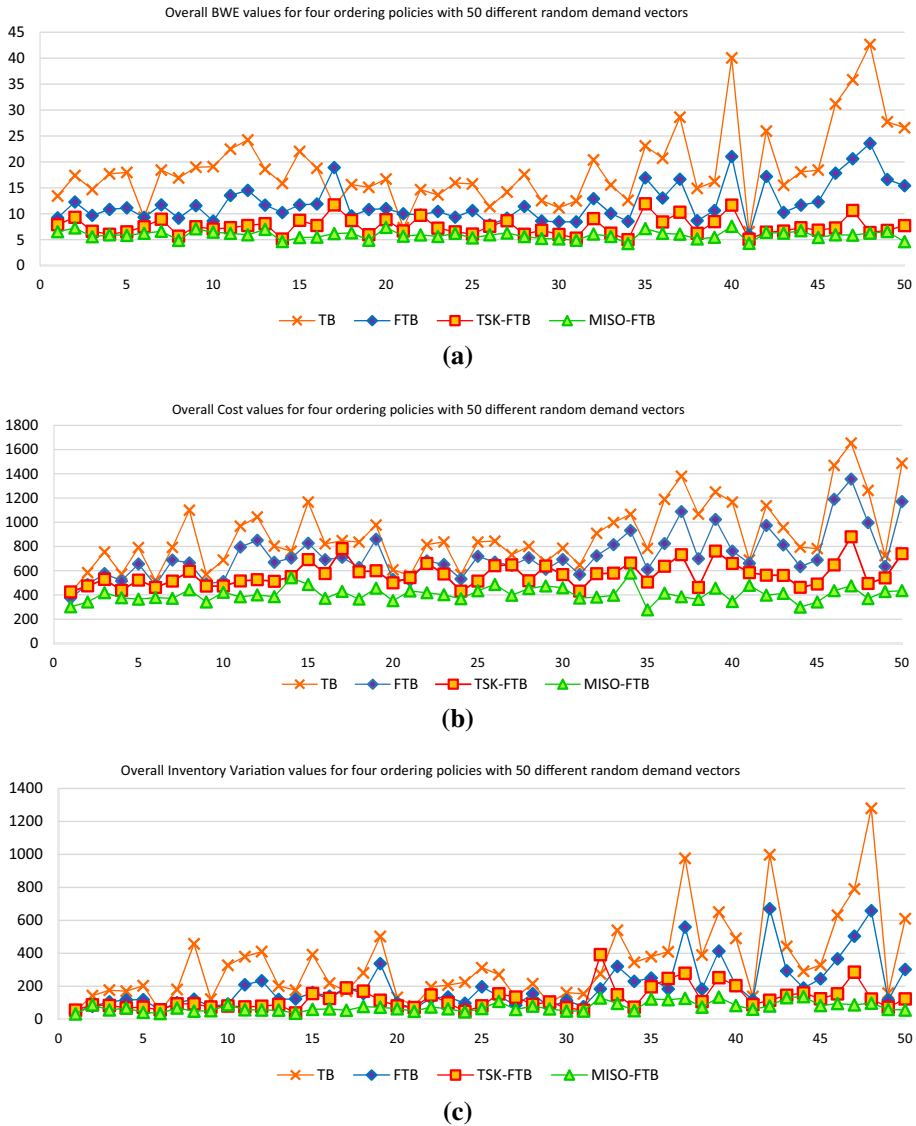 Overall BWE values for four ordering policies with 50 different random demand vectors
45
40
35
30
25
20
15
10
5
0
0 5 10 15 20 25 30 35 40 45 50
TB FTB TSK-FTB MISO-FTB
(a)
Overall Cost values for four ordering policies with 50 different random demand vectors
1800
1600
1400
1200
1000
800
600
400
200
0
0 5 10 15 20 25 30 35 40 45 50
TB FTB TSK-FTB MISO-FTB
(b)
Overall Inventory Variation values for four ordering policies with 50 different random demand vectors
1400
1200
1000
800
600
400
200
0
0 5 10 15 20 25 30 35 40 45 50
TB FTB TSK-FTB MISO-FTB
(c)